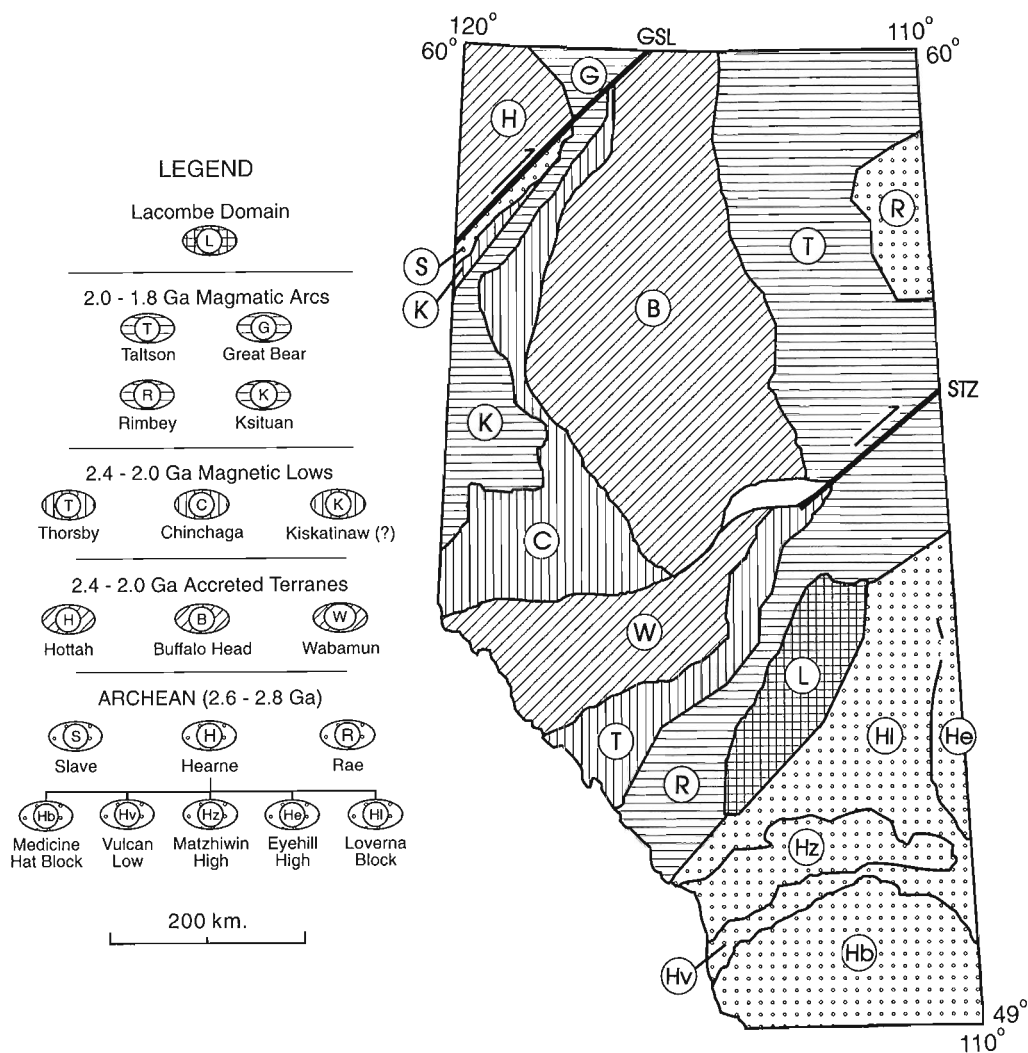 LEGEND
Lacombe Domain
L
2.0 - 1.8 Ga Magmatic Arcs
T G
Taltson Great Bear
R K
Rimbey Ksituan
2.4 - 2.0 Ga Magnetic Lows
T C K
Thorsby Chinchaga Kiskatinaw (?)
2.4 - 2.0 Ga Accreted Terranes
H B W
Hottah Buffalo Head Wabamun
ARCHEAN (2.6 - 2.8 Ga)
S H R
Slave Hearne Rae
Hb Hv Hz He Hl
Medicine Hat Block
Vulcan Low
Matzhiwin High
Eyehill High
Loverna Block
200 km.
120°
60°
GSL
110°
60°
G
H
R
S
T
K
B
STZ
K
C
W
L
T
Hl
He
R
Hz
Hv
Hb
49°
110°